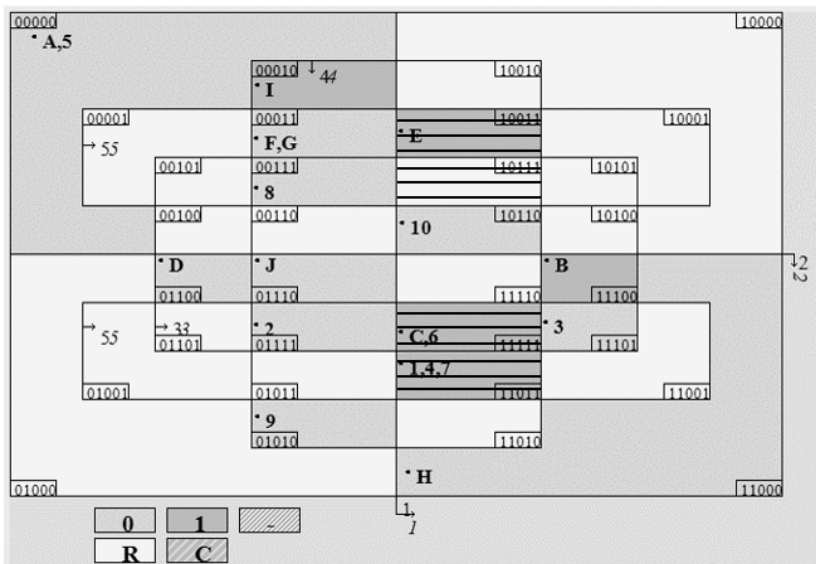 00000 10000
A,5
00010 44 10010
I
00001 00011 10011 10001
F,G E
55
00101 00111 10111 10101
8
00100 00110 10110 10100
10
D J B 2
2
01100 01110 11110 11100
55 33 2 C,6 3
01101 01111 11111 11101
1,4,7
01001 01011 11011 11001
9
01010 11010
H
01000 11000
0 1 - 1
1
R C